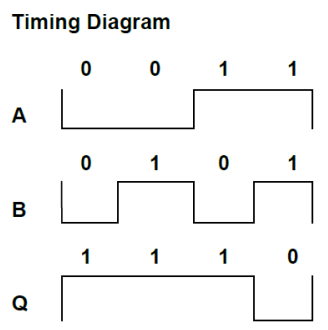 Timing Diagram
0 0 1 1
A
0 1 0 1
B
1 1 1 0
Q